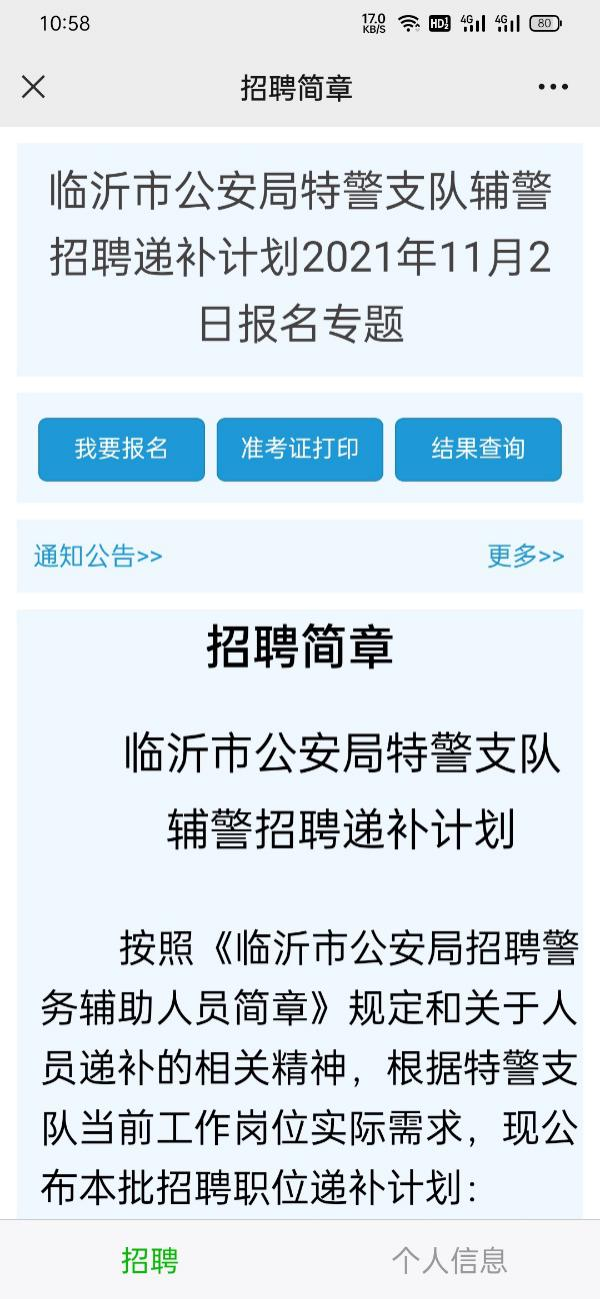 10:58 17.0 KB/S HD 4G 4G 80
招聘简章
临沂市公安局特警支队辅警
招聘递补计划2021年11月2
日报名专题
我要报名 准考证打印 结果查询
通知公告>> 更多>>
招聘简章
临沂市公安局特警支队
辅警招聘递补计划
按照《临沂市公安局招聘警
务辅助人员简章》规定和关于人
员递补的相关精神，根据特警支
队当前工作岗位实际需求，现公
布本批招聘职位递补计划：
招聘 个人信息